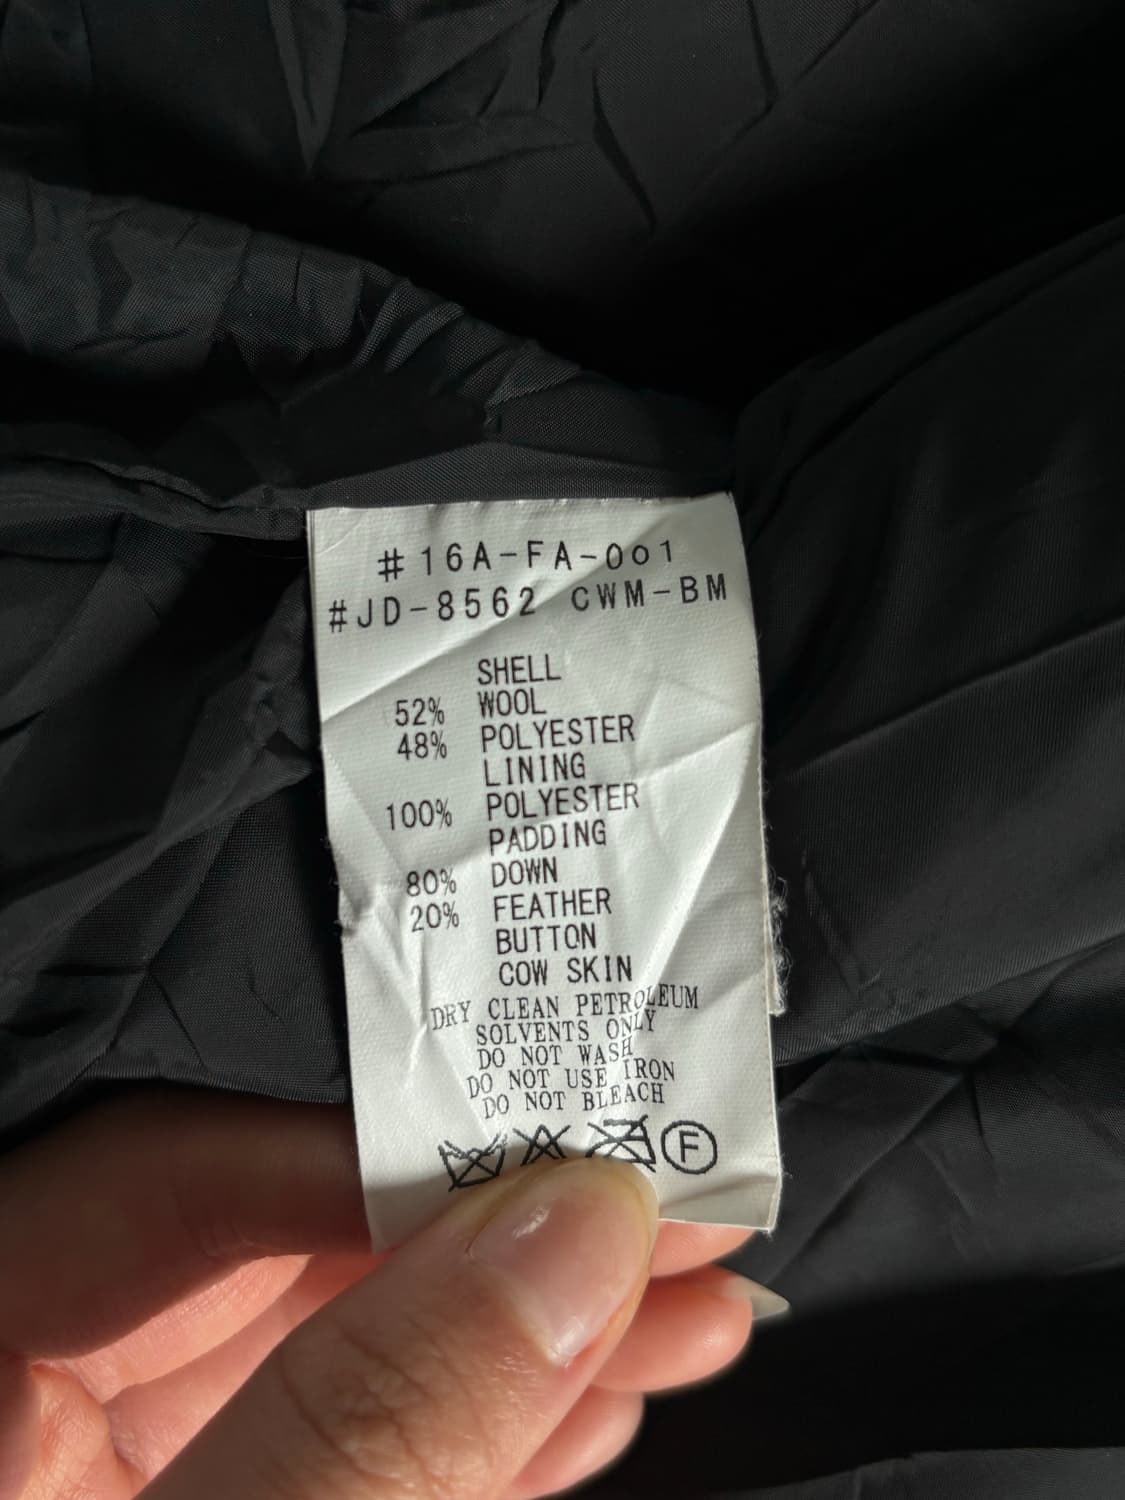 #16A-FA-001
#JD-8562 CWM-BM
SHELL
52% WOOL
48% POLYESTER
LINING
100% POLYESTER
PADDING
80% DOWN
20% FEATHER
BUTTON
COW SKIN
DRY CLEAN PETROLEUM
SOLVENTS ONLY
DO NOT WASH
DO NOT USE IRON
DO NOT BLEACH
F